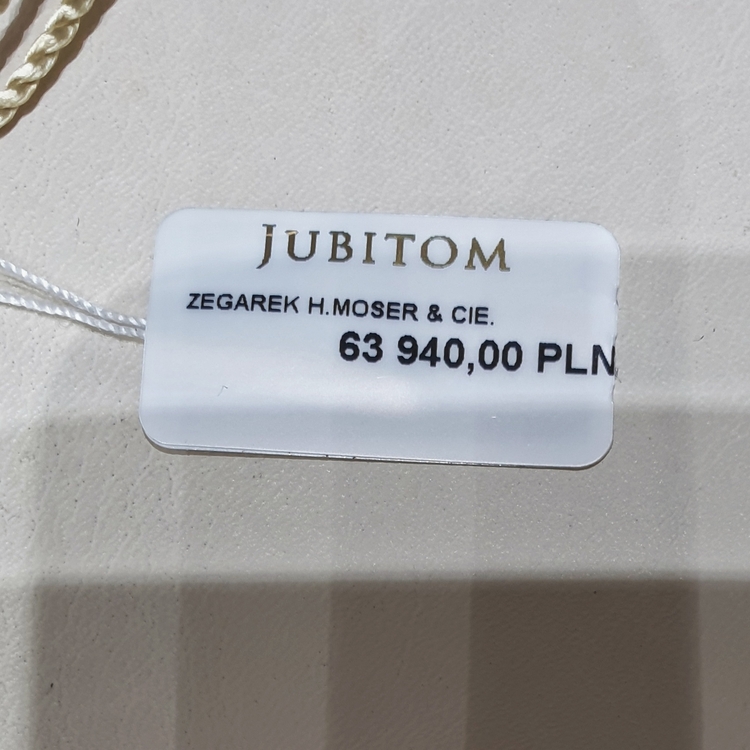 JUBITOM
ZEGAREK H.MOSER & CIE.
63 940,00 PLN